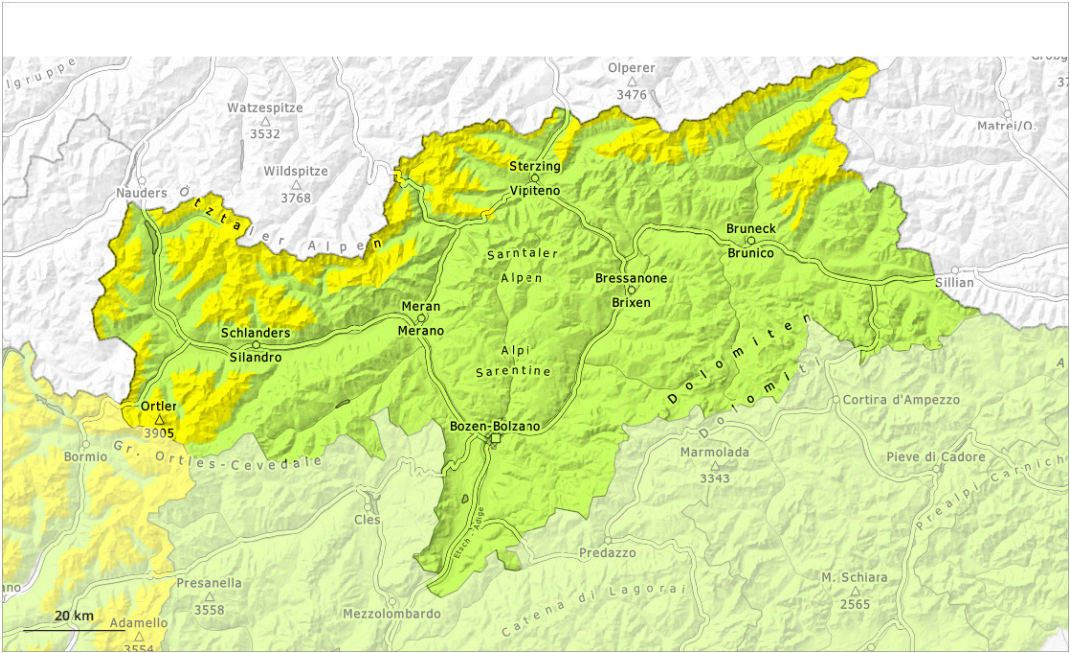 Olperer
3476
Watzespitze
3532
Matrei/O.
Wildspitze
3768
Sterzing
Vipiteno
Nauders
Ötztaler Alpen
Bruneck
Brunico
Sarntaler
Alpen
Bressanone
Brixen
Sillian
Meran
Merano
Schlanders
Silandro
Alpi
Sarentine
Dolomiten
Dolomiti
Ortler
3905
Cortina d'Ampezzo
Bozen-Bolzano
Gr. Ortles-Cevedale
Bormio
Marmolada
3343
Pieve di Cadore
Prealpi Carnich
Cles
Etsch - Adige
Predazzo
Presanella
3558
M. Schiara
2565
Mezzolombardo
Catena di Lagorai
20 km
Adamello
3554